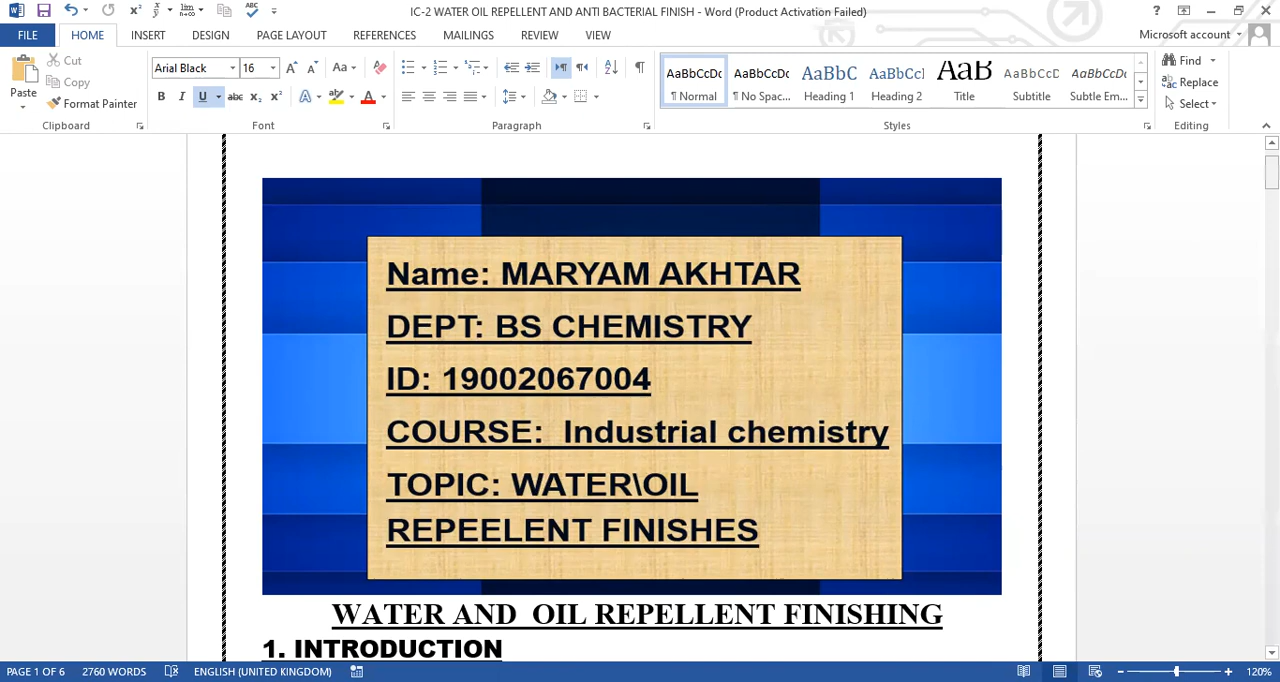 IC-2 WATER OIL REPELLENT AND ANTI BACTERIAL FINISH - Word (Product Activation Failed)
FILE HOME INSERT DESIGN PAGE LAYOUT REFERENCES MAILINGS REVIEW VIEW Microsoft account
Paste
Cut
Copy
Format Painter
Clipboard
Arial Black 16
Font
Paragraph
AaBbCcDc AaBbCcDc AaBbC AaBbCcl AaB AaBbCcD AaBbCcDc
¶ Normal ¶ No Spac... Heading 1 Heading 2 Title Subtitle Subtle Em...
Styles
Find
Replace
Select
Editing
Name: MARYAM AKHTAR
DEPT: BS CHEMISTRY
ID: 19002067004
COURSE: Industrial chemistry
TOPIC: WATER\OIL
REPEELENT FINISHES
WATER AND OIL REPELLENT FINISHING
1. INTRODUCTION
PAGE 1 OF 6 2760 WORDS ENGLISH (UNITED KINGDOM) 120%